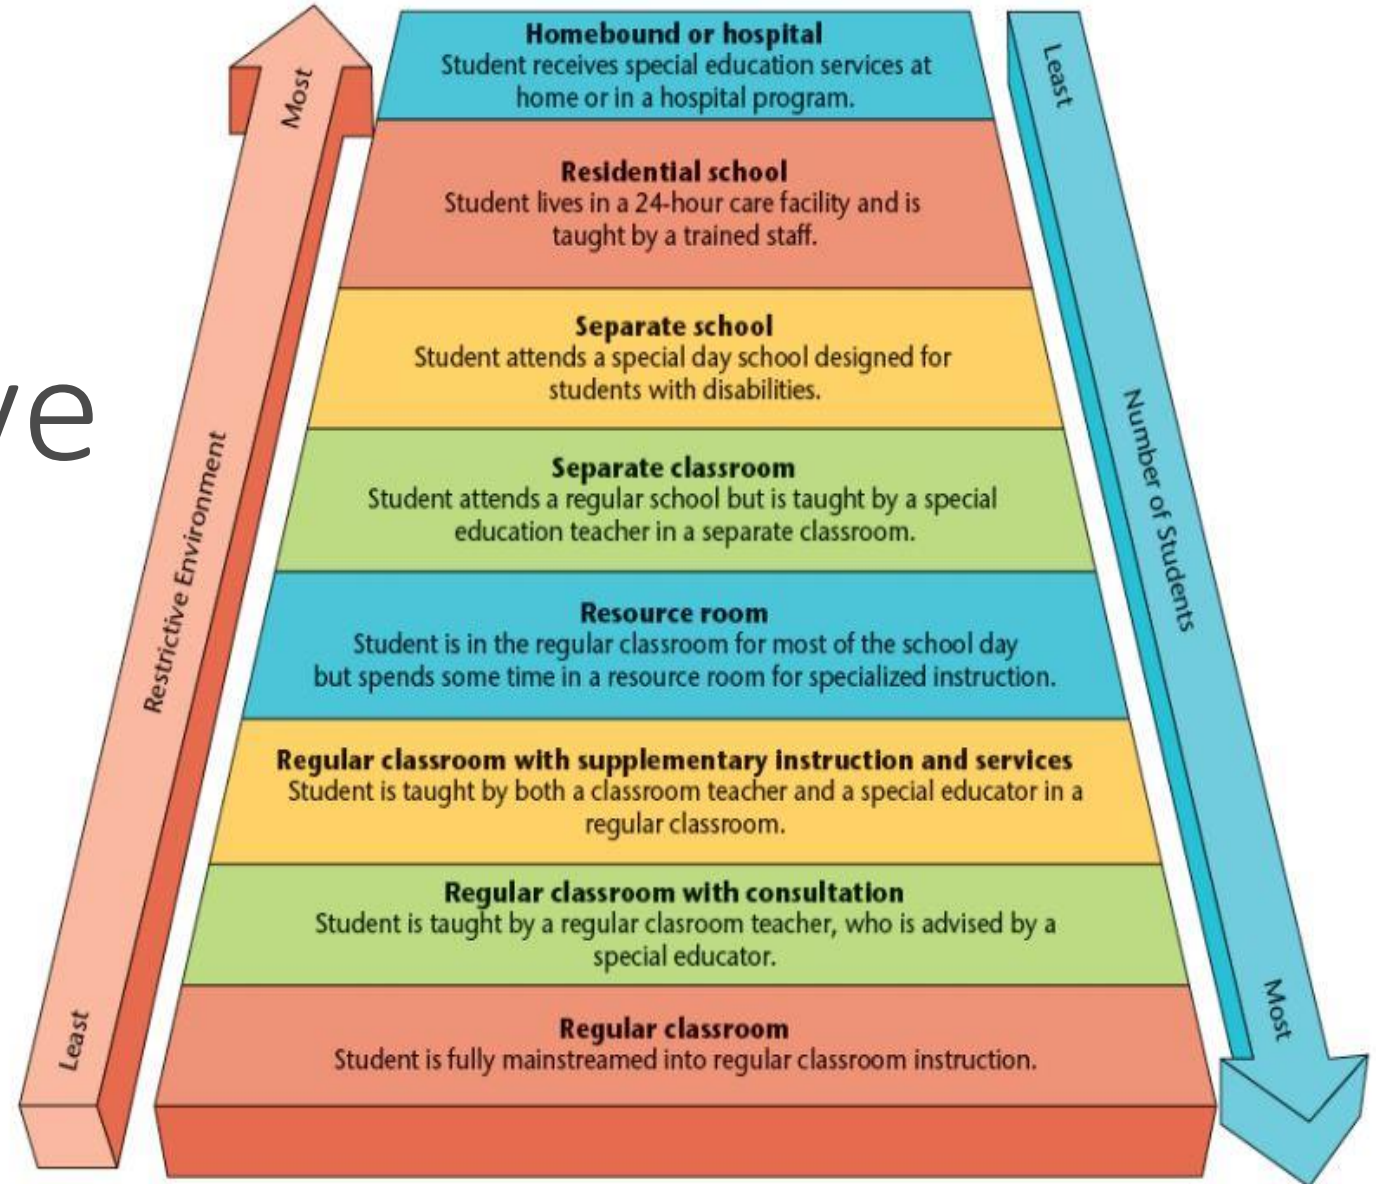 Homebound or hospital
Student receives special education services at
home or in a hospital program.
Residential school
Student lives in a 24-hour care facility and is
taught by a trained staff.
Separate school
Student attends a special day school designed for
students with disabilities.
Separate classroom
Student attends a regular school but is taught by a special
education teacher in a separate classroom.
Resource room
Student is in the regular classroom for most of the school day
but spends some time in a resource room for specialized instruction.
Regular classroom with supplementary instruction and services
Student is taught by both a classroom teacher and a special educator in a
regular classroom.
Regular classroom with consultation
Student is taught by a regular clasroom teacher, who is advised by a
special educator.
Regular classroom
Student is fully mainstreamed into regular classroom instruction.
Most
Restrictive Environment
Least
Least
Number of Students
Most